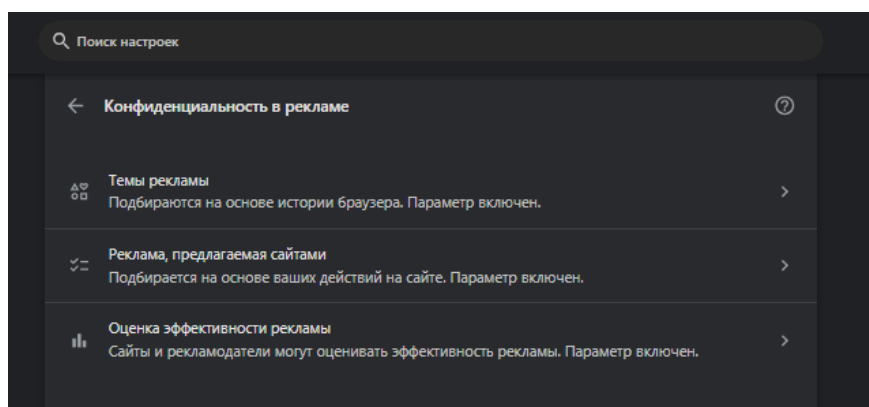 Поиск настроек
Конфиденциальность в рекламе
Темы рекламы
Подбираются на основе истории браузера. Параметр включен.
Реклама, предлагаемая сайтами
Подбирается на основе ваших действий на сайте. Параметр включен.
Оценка эффективности рекламы
Сайты и рекламодатели могут оценивать эффективность рекламы. Параметр включен.